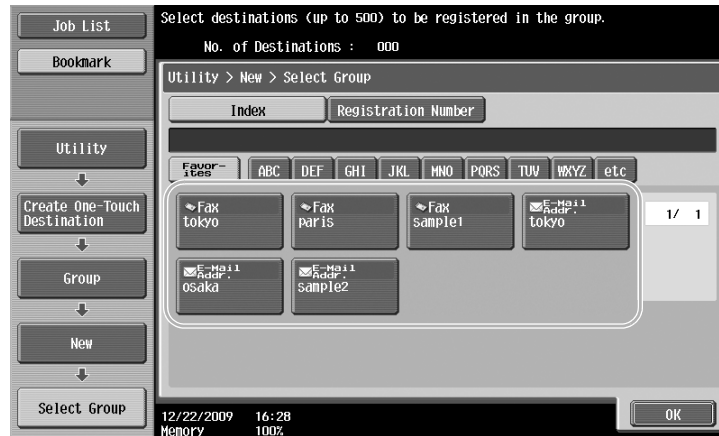 Job List
Bookmark
Utility
Create One-Touch
Destination
Group
New
Select Group
Select destinations (up to 500) to be registered in the group.
No. of Destinations : 000
Utility > New > Select Group
Index
Registration Number
Favor-
ites
ABC
DEF
GHI
JKL
MNO
PQRS
TUV
WXYZ
etc
Fax
tokyo
Fax
paris
Fax
sample1
E-Mail
Addr.
tokyo
E-Mail
Addr.
osaka
E-Mail
Addr.
sample2
1/ 1
12/22/2009 16:28
Memory 100%
OK